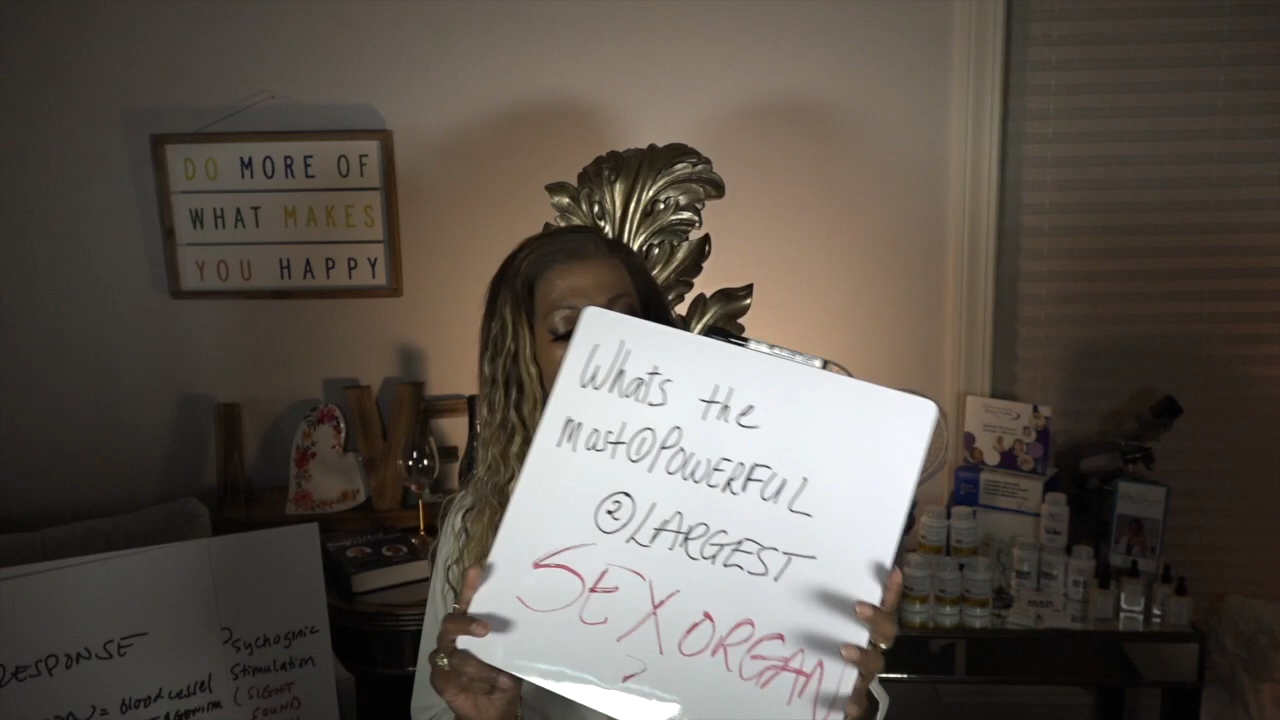 DO MORE OF
WHAT MAKES
YOU HAPPY
Whats the
most ① POWERFUL
② LARGEST
SEX ORGAN
?
RESPONSE
Psychogenic
Stimulation
= blood vessel
(SIGHT